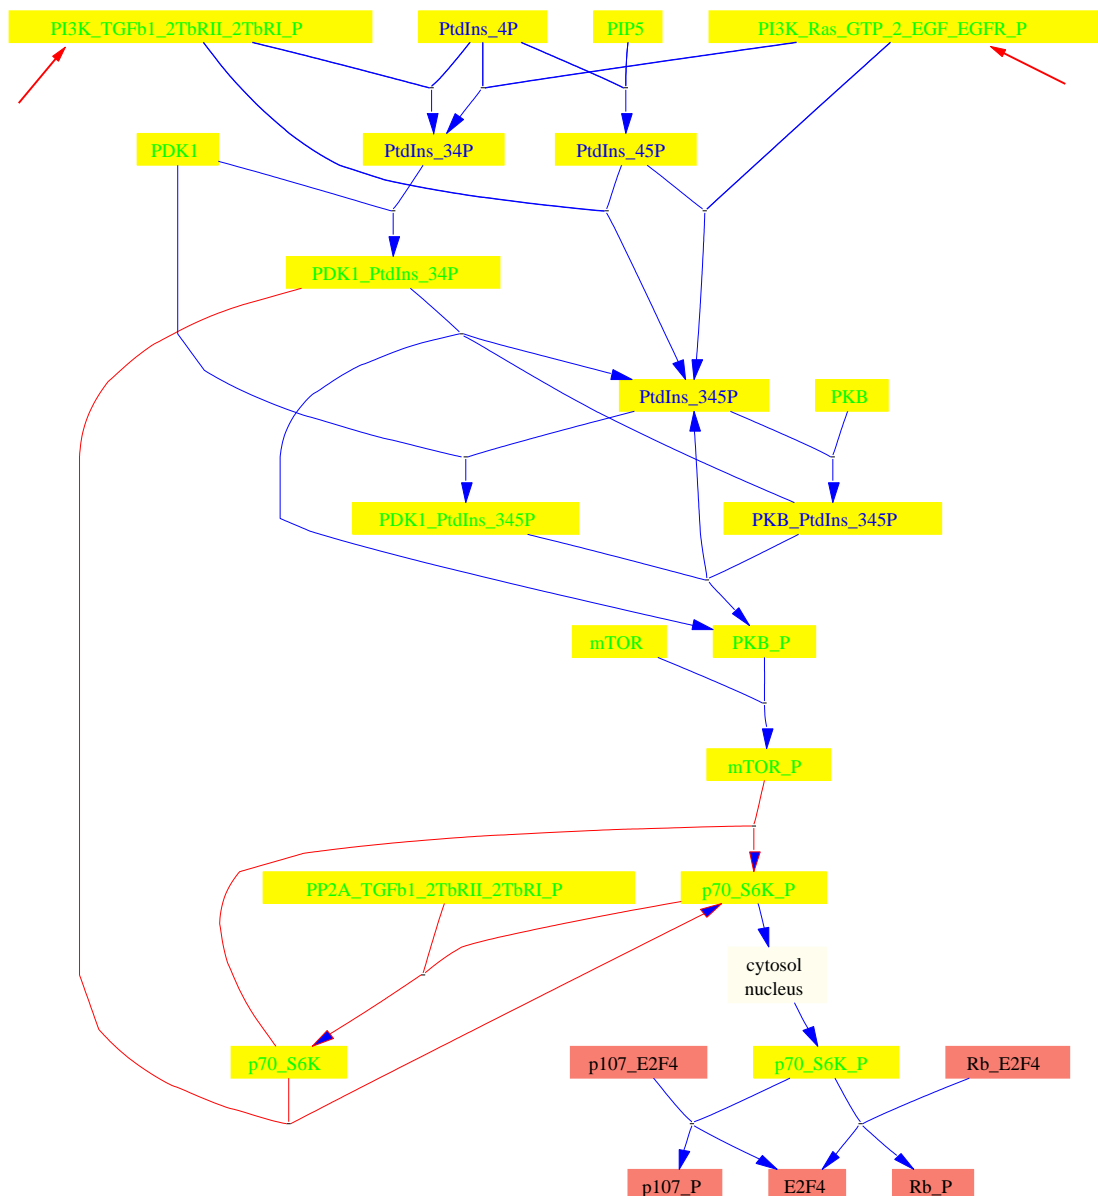 PI3K_TGFb1_2TbRII_2TbRI_P
PtdIns_4P
PIP5
PI3K_Ras_GTP_2_EGF_EGFR_P
PDK1
PtdIns_34P
PtdIns_45P
PDK1_PtdIns_34P
PtdIns_345P
PKB
PDK1_PtdIns_345P
PKB_PtdIns_345P
mTOR
PKB_P
mTOR_P
PP2A_TGFb1_2TbRII_2TbRI_P
p70_S6K_P
cytosol
nucleus
p70_S6K
p107_E2F4
p70_S6K_P
Rb_E2F4
p107_P
E2F4
Rb_P